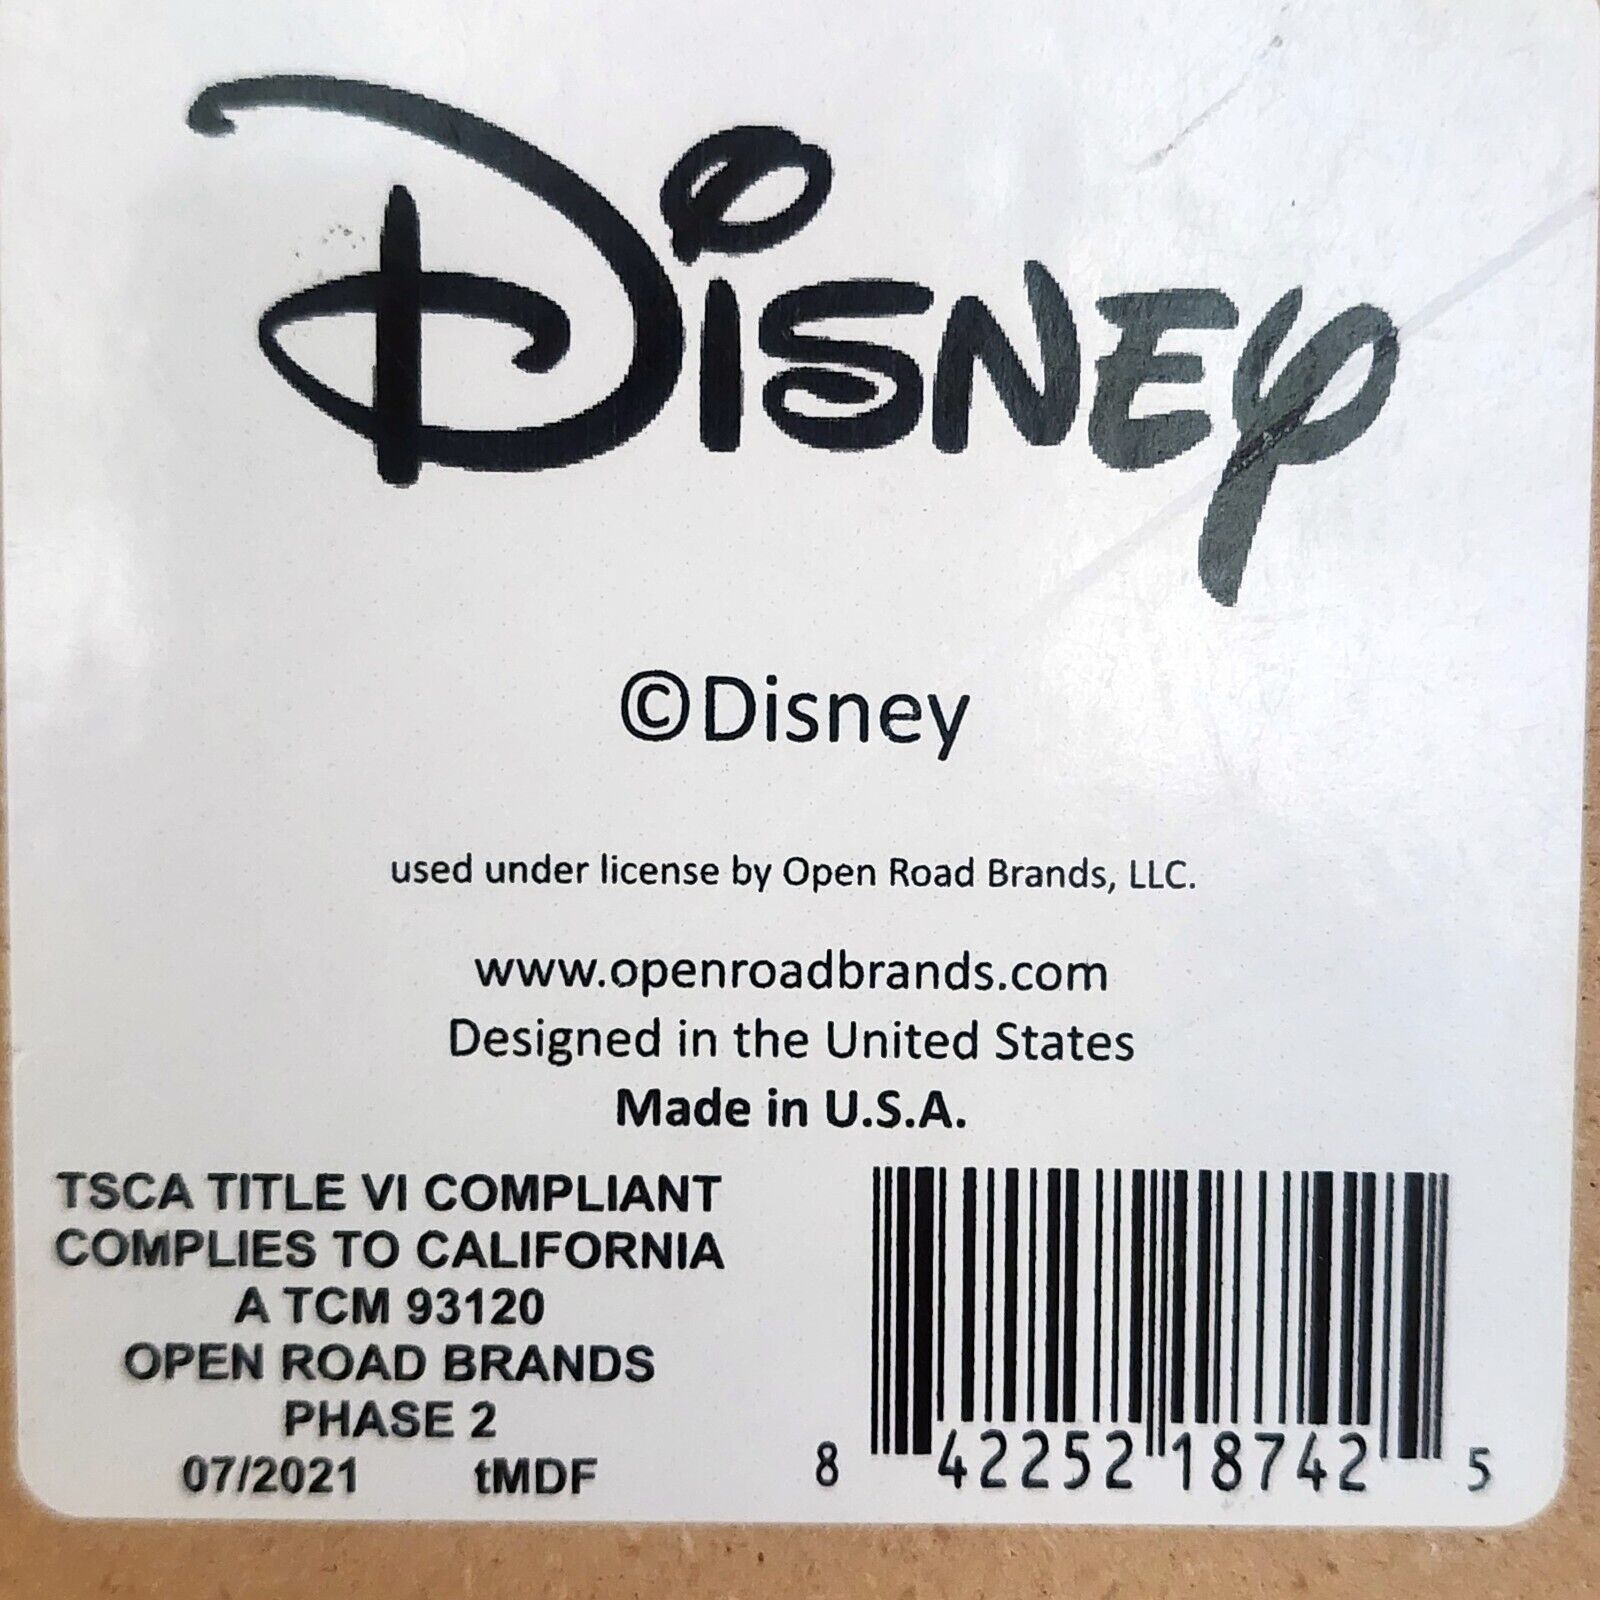 Disney
©Disney
used under license by Open Road Brands, LLC.
www.openroadbrands.com
Designed in the United States
Made in U.S.A.
TSCA TITLE VI COMPLIANT
COMPLIES TO CALIFORNIA
A TCM 93120
OPEN ROAD BRANDS
PHASE 2
07/2021 tMDF
8 42252 18742 5